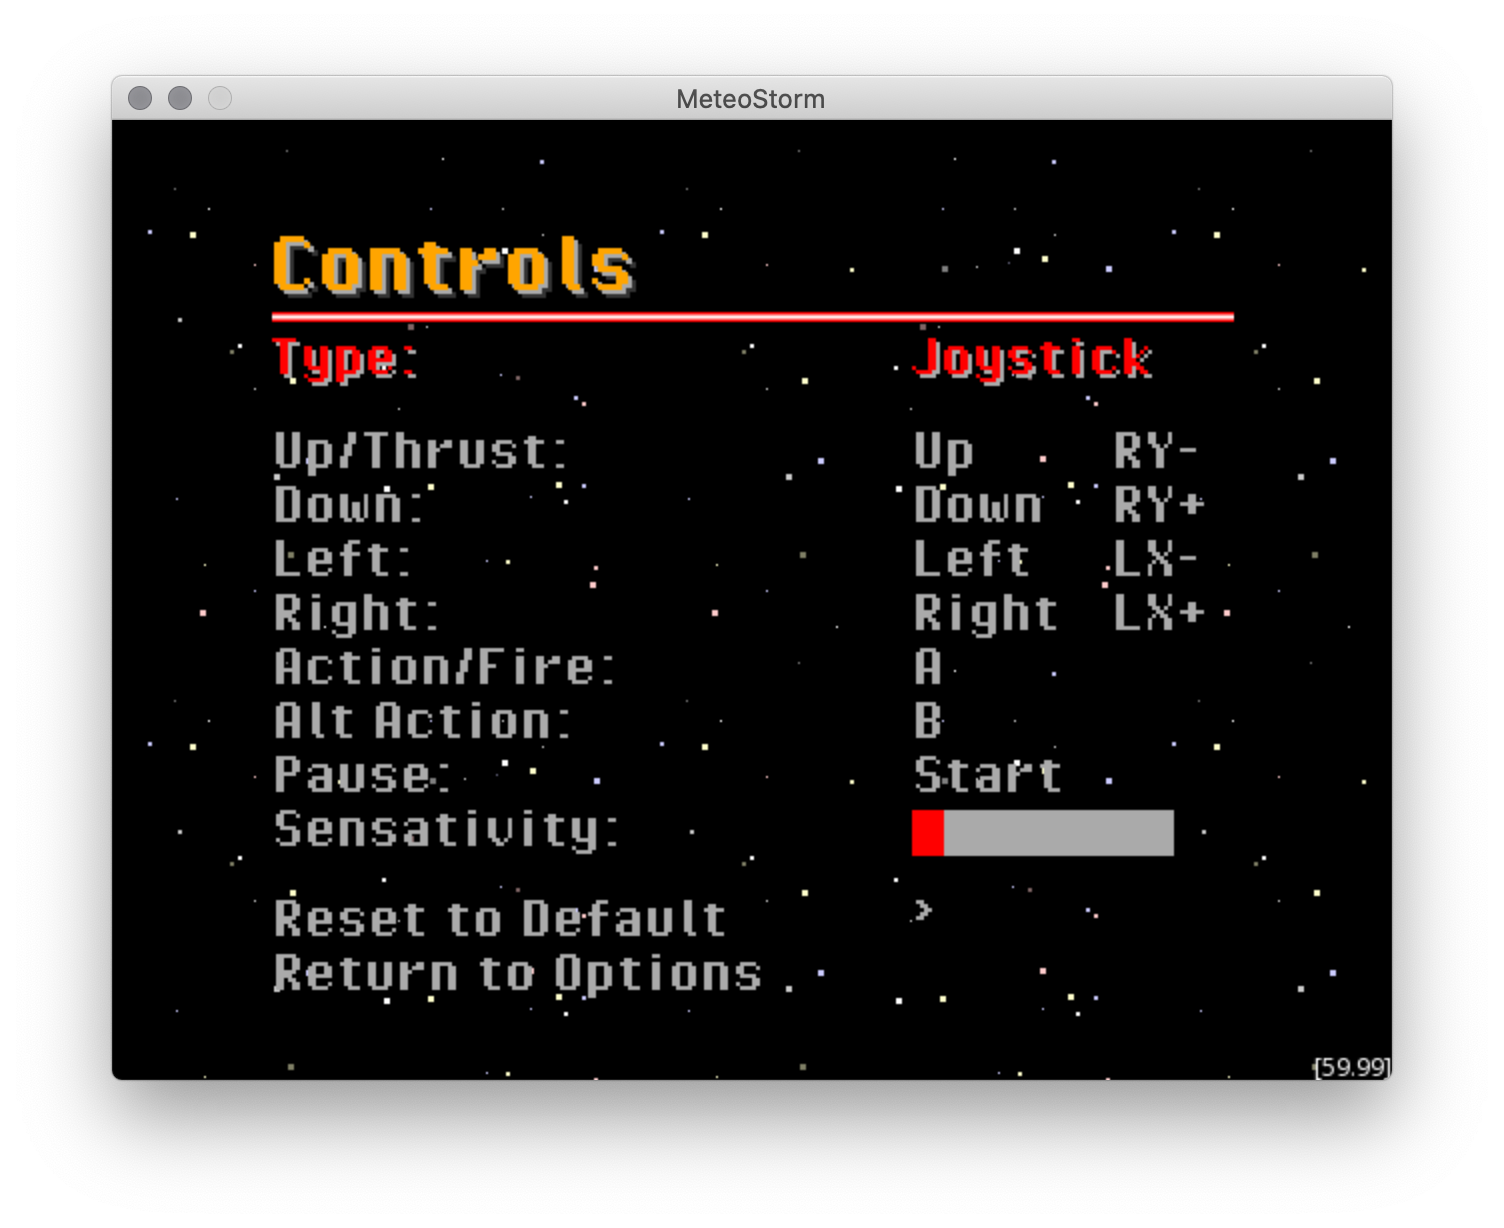 MeteoStorm
Controls
Type: Joystick
Up/Thrust: Up RY-
Down: Down RY+
Left: Left LX-
Right: Right LX+
Action/Fire: A
Alt Action: B
Pause: Start
Sensativity:
Reset to Default >
Return to Options
[59.99]